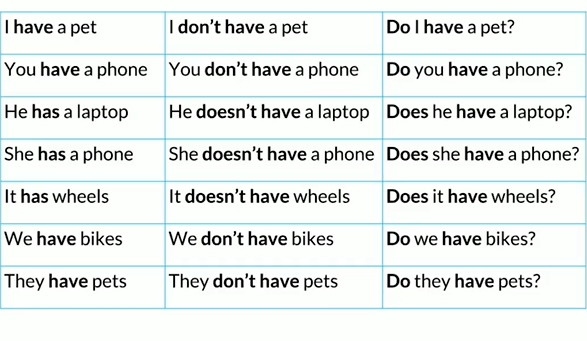 I have a pet I don’t have a pet Do I have a pet?
You have a phone You don’t have a phone Do you have a phone?
He has a laptop He doesn’t have a laptop Does he have a laptop?
She has a phone She doesn’t have a phone Does she have a phone?
It has wheels It doesn’t have wheels Does it have wheels?
We have bikes We don’t have bikes Do we have bikes?
They have pets They don’t have pets Do they have pets?